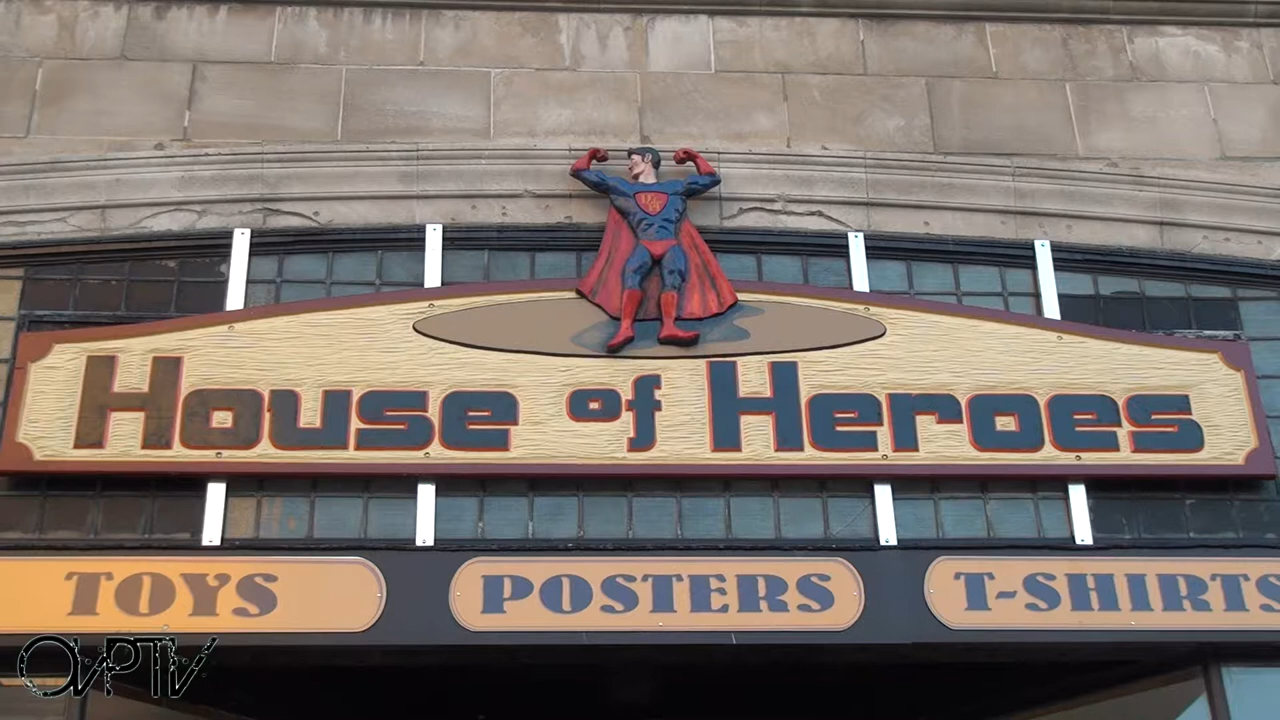 House of Heroes
TOYS
POSTERS
T-SHIRTS
OVPTV